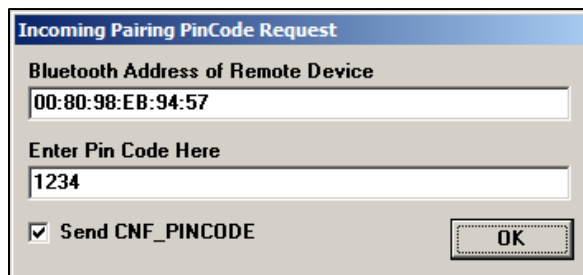 Incoming Pairing PinCode Request
Bluetooth Address of Remote Device
00:80:98:EB:94:57
Enter Pin Code Here
1234
Send CNF_PINCODE
OK